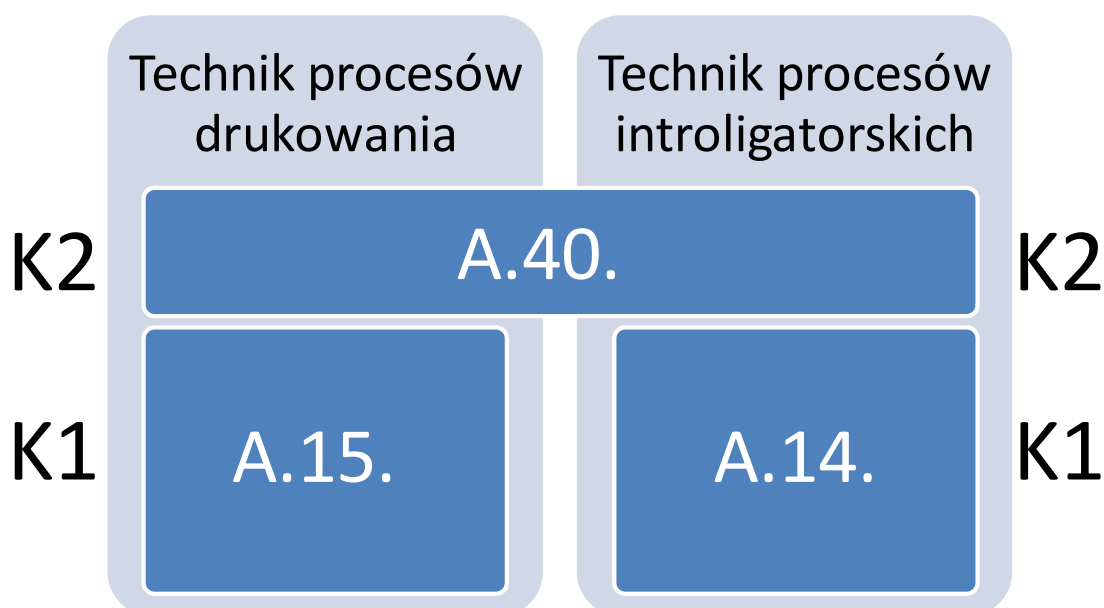 Technik procesów
drukowania
Technik procesów
introligatorskich
K2
A.40.
K2
K1
A.15.
A.14.
K1